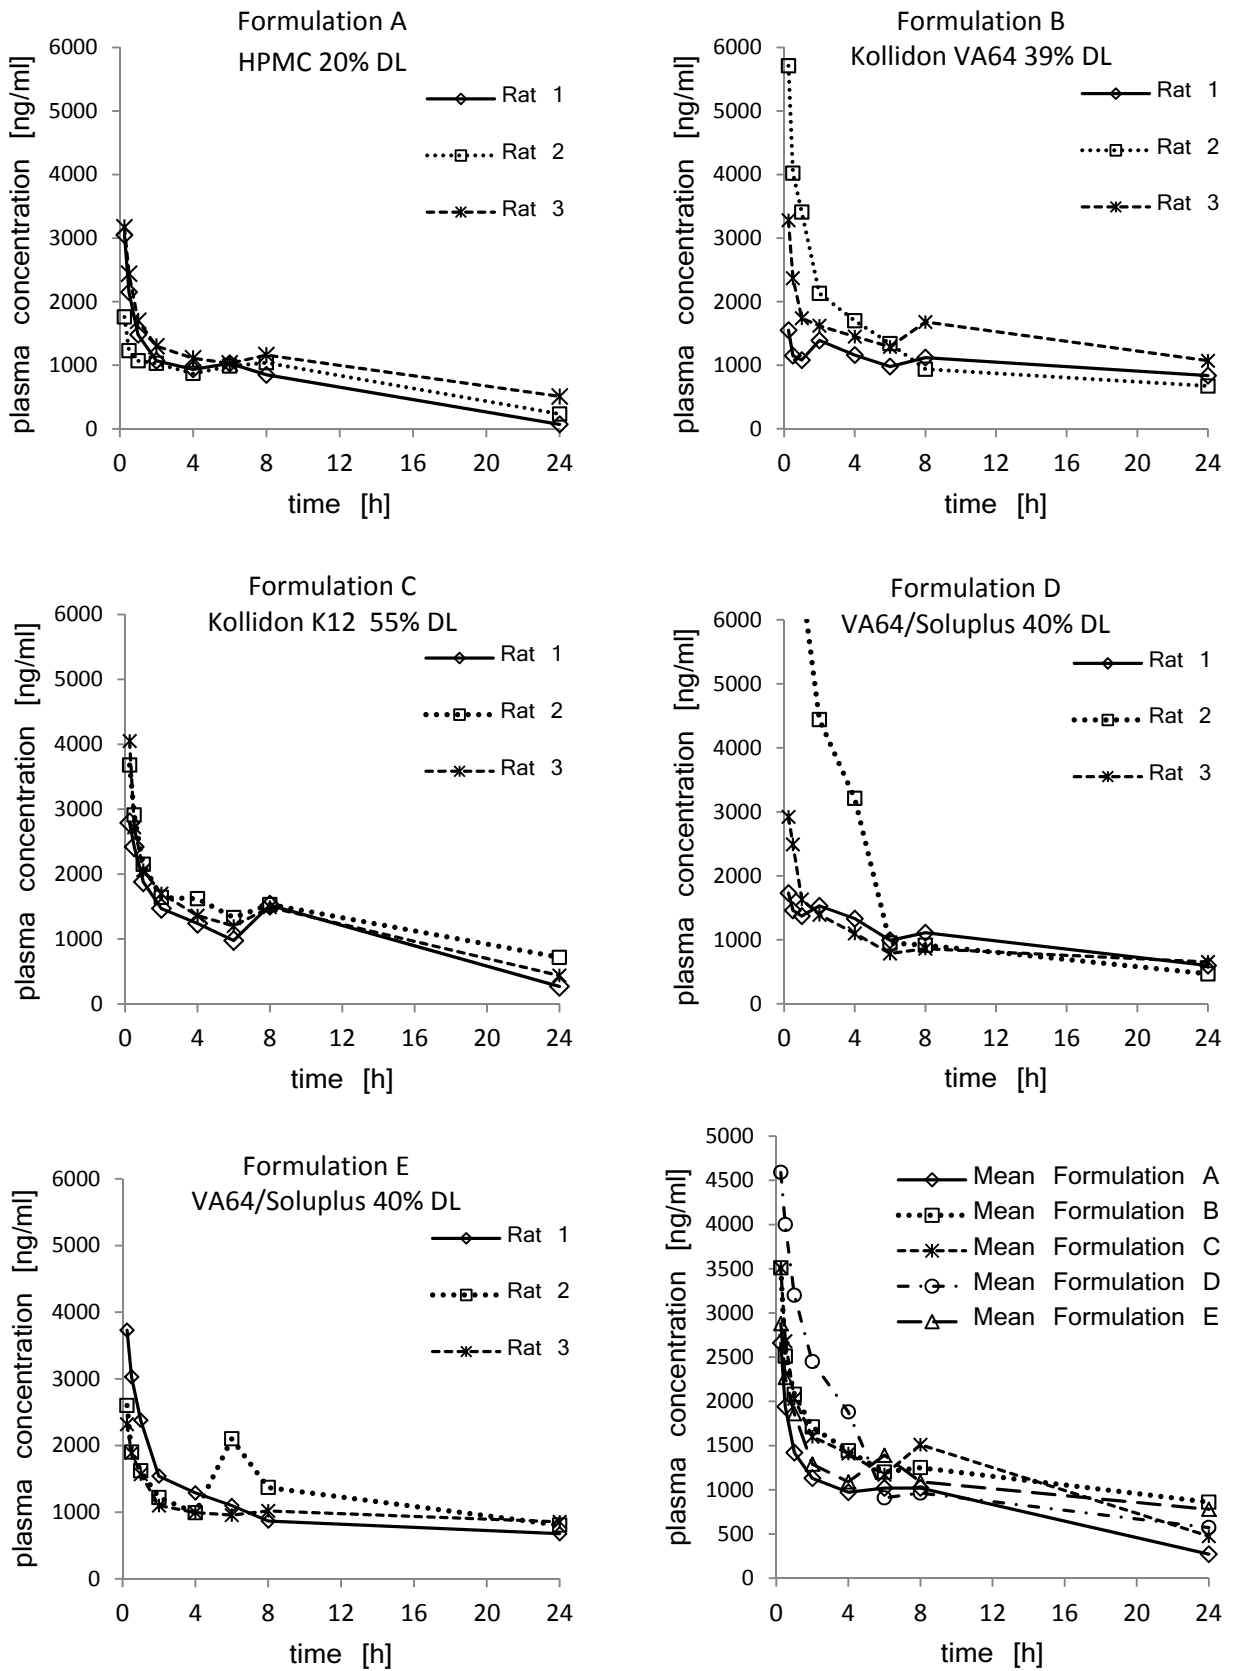 Formulation A
HPMC 20% DL
plasma concentration [ng/ml]
6000
5000
4000
3000
2000
1000
0
Rat 1
Rat 2
Rat 3
0 4 8 12 16 20 24
time [h]
Formulation B
Kollidon VA64 39% DL
plasma concentration [ng/ml]
6000
5000
4000
3000
2000
1000
0
Rat 1
Rat 2
Rat 3
0 4 8 12 16 20 24
time [h]
Formulation C
Kollidon K12 55% DL
plasma concentration [ng/ml]
6000
5000
4000
3000
2000
1000
0
Rat 1
Rat 2
Rat 3
0 4 8 12 16 20 24
time [h]
Formulation D
VA64/Soluplus 40% DL
plasma concentration [ng/ml]
6000
5000
4000
3000
2000
1000
0
Rat 1
Rat 2
Rat 3
0 4 8 12 16 20 24
time [h]
Formulation E
VA64/Soluplus 40% DL
plasma concentration [ng/ml]
6000
5000
4000
3000
2000
1000
0
Rat 1
Rat 2
Rat 3
0 4 8 12 16 20 24
time [h]
plasma concentration [ng/ml]
5000
4500
4000
3500
3000
2500
2000
1500
1000
500
0
Mean Formulation A
Mean Formulation B
Mean Formulation C
Mean Formulation D
Mean Formulation E
0 4 8 12 16 20 24
time [h]